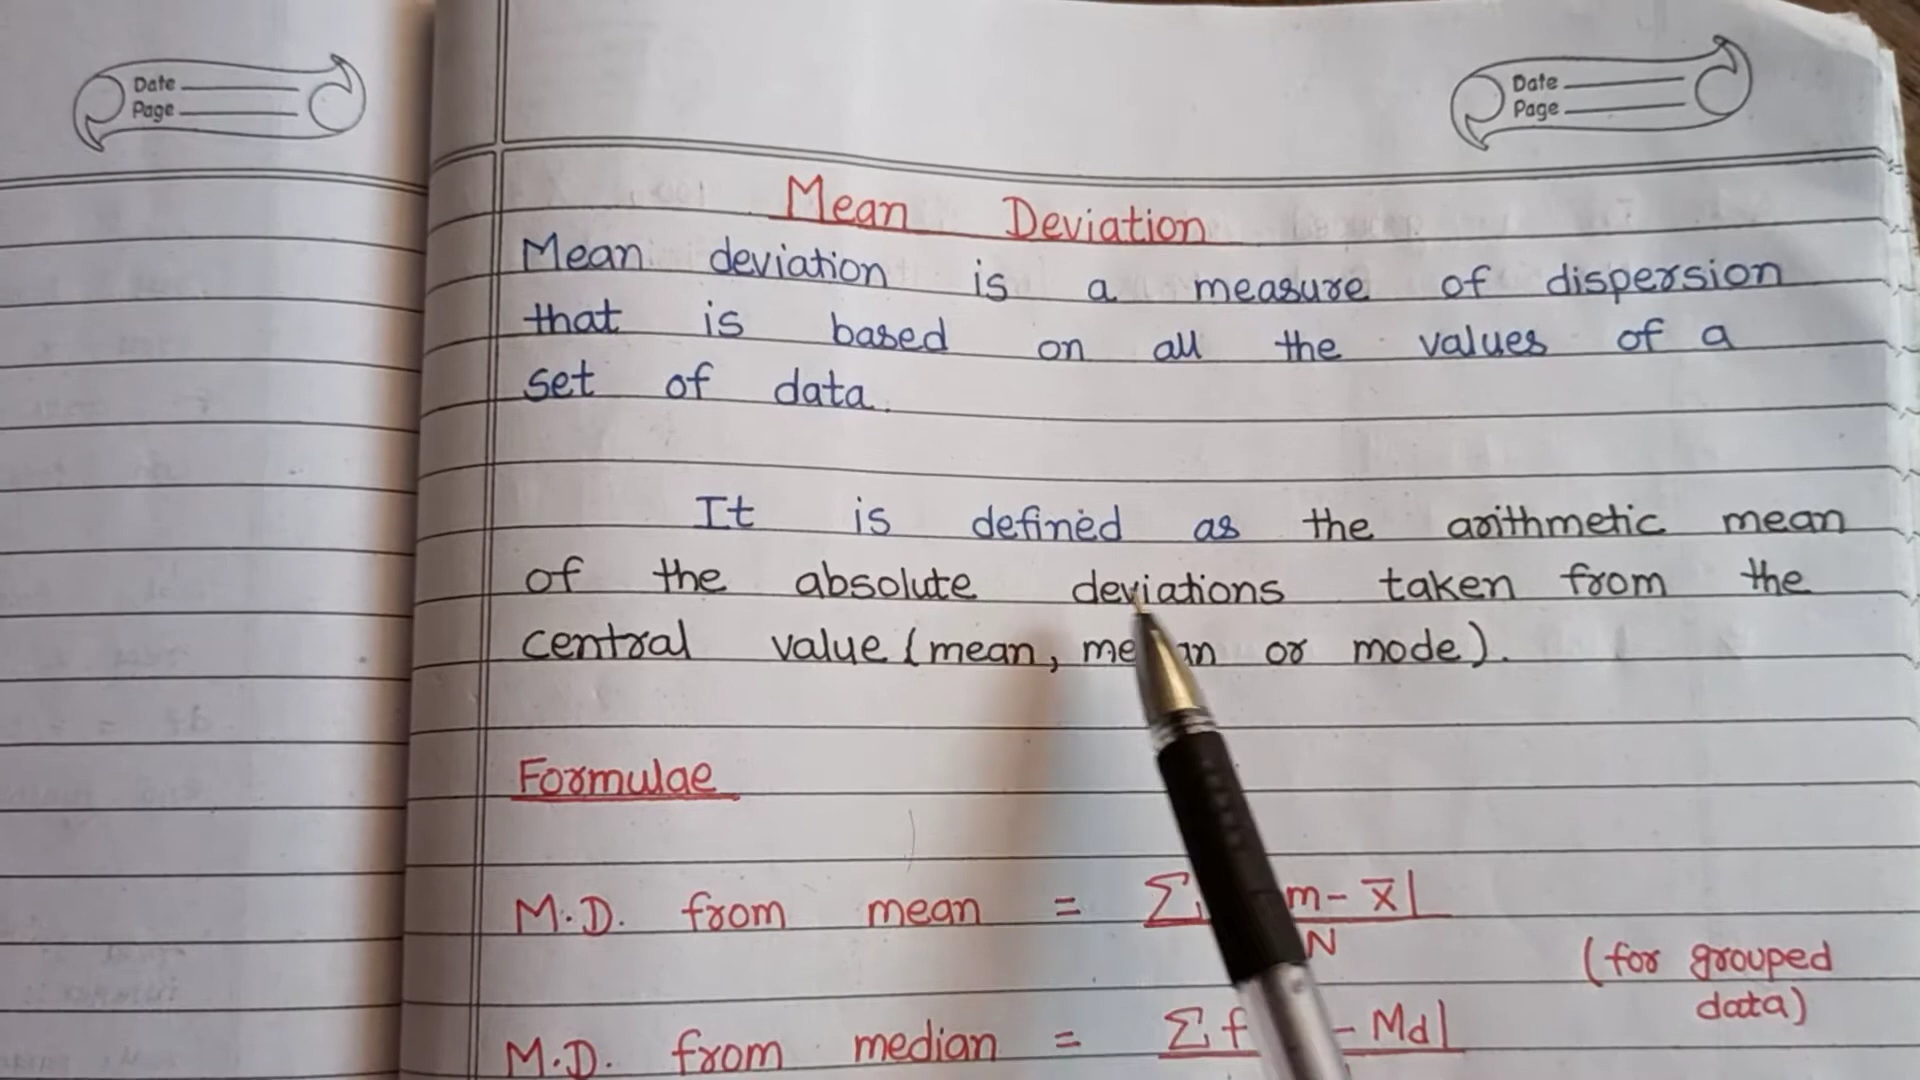 Date
Page
Date
Page
Mean Deviation
Mean deviation is a measure of dispersion
that is based on all the values of a
set of data.
It is defined as the arithmetic mean
of the absolute deviations taken from the
central value (mean, or mode).
Formulae
M.D. from mean = Σ m - x̄|
N
(for grouped
data)
M.D. from median = Σf - Md|